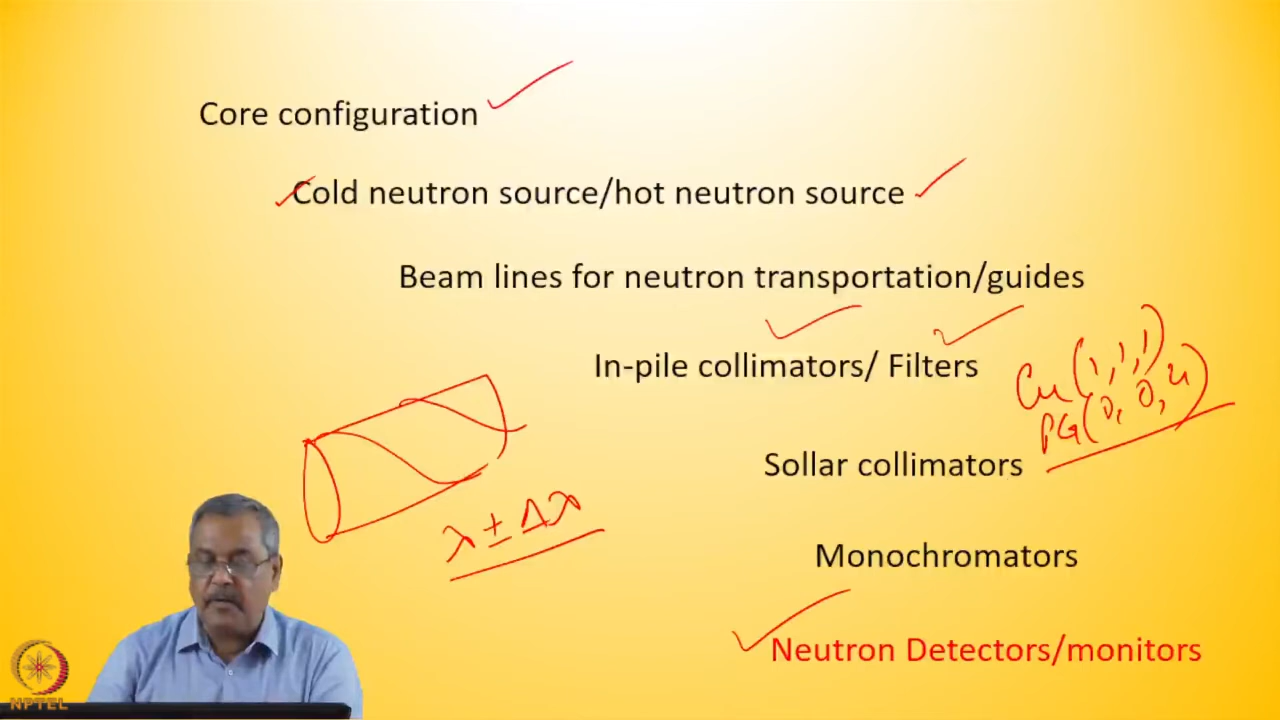 Core configuration
Cold neutron source/hot neutron source
Beam lines for neutron transportation/guides
In-pile collimators/ Filters
Cu (1, 1, 1)
PG (0, 0, 4)
Sollar collimators
λ ± Δλ
Monochromators
Neutron Detectors/monitors
NPTEL